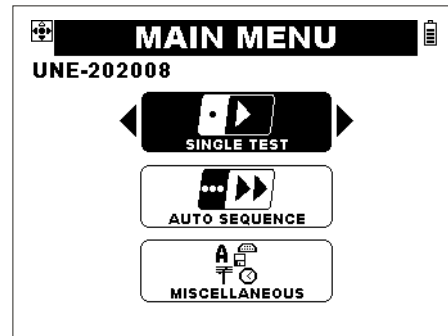 MAIN MENU
UNE-202008
SINGLE TEST
AUTO SEQUENCE
A
MISCELLANEOUS